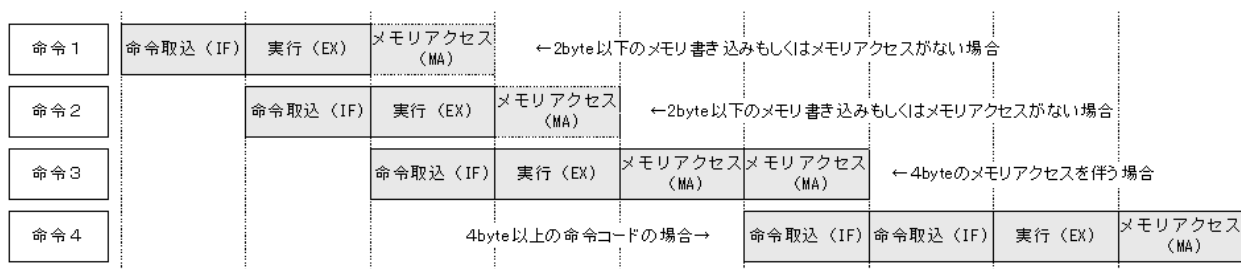 命令1
命令取込（IF）
実行（EX）
メモリアクセス
（MA）
←2byte以下のメモリ書き込みもしくはメモリアクセスがない場合
命令2
命令取込（IF）
実行（EX）
メモリアクセス
（MA）
←2byte以下のメモリ書き込みもしくはメモリアクセスがない場合
命令3
命令取込（IF）
実行（EX）
メモリアクセス
（MA）
メモリアクセス
（MA）
←4byteのメモリアクセスを伴う場合
命令4
4byte以上の命令コードの場合→
命令取込（IF）
命令取込（IF）
実行（EX）
メモリアクセス
（MA）